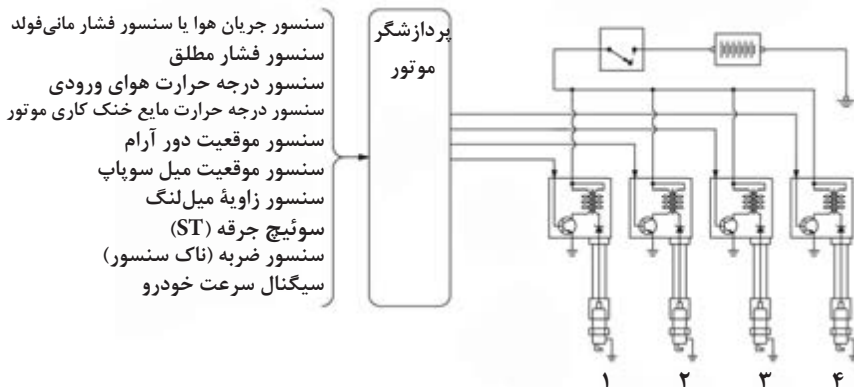 سنسور جریان هوا یا سنسور فشار مانی‌فولد
سنسور فشار مطلق
سنسور درجه حرارت هوای ورودی
سنسور درجه حرارت مایع خنک کاری موتور
سنسور موقعیت دور آرام
سنسور موقعیت میل سوپاپ
سنسور زاویهٔ میل‌لنگ
سوئیچ جرقه (ST)
سنسور ضربه (ناک سنسور)
سیگنال سرعت خودرو
پردازشگر
موتور
۱ ۲ ۳ ۴